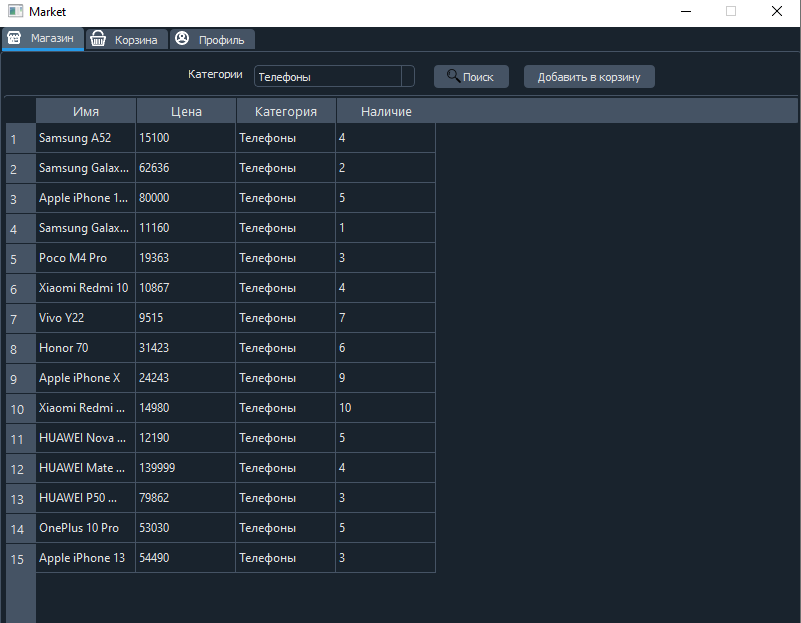 Market
Магазин Корзина Профиль
Категории Телефоны Поиск Добавить в корзину
Имя Цена Категория Наличие
1 Samsung A52 15100 Телефоны 4
2 Samsung Galax... 62636 Телефоны 2
3 Apple iPhone 1... 80000 Телефоны 5
4 Samsung Galax... 11160 Телефоны 1
5 Poco M4 Pro 19363 Телефоны 3
6 Xiaomi Redmi 10 10867 Телефоны 4
7 Vivo Y22 9515 Телефоны 7
8 Honor 70 31423 Телефоны 6
9 Apple iPhone X 24243 Телефоны 9
10 Xiaomi Redmi ... 14980 Телефоны 10
11 HUAWEI Nova ... 12190 Телефоны 5
12 HUAWEI Mate ... 139999 Телефоны 4
13 HUAWEI P50 ... 79862 Телефоны 3
14 OnePlus 10 Pro 53030 Телефоны 5
15 Apple iPhone 13 54490 Телефоны 3